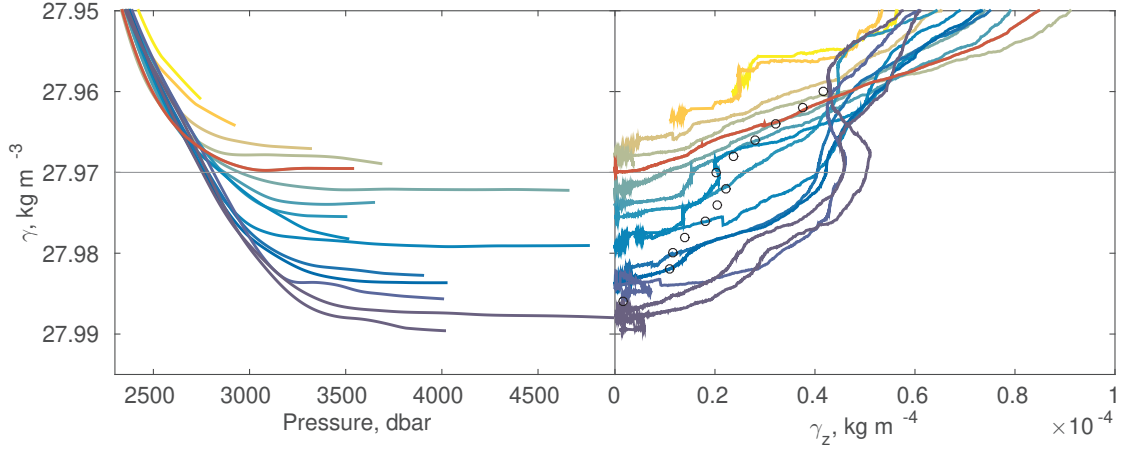 27.95
27.96
27.97
27.98
27.99
γ, kg m -3
2500 3000 3500 4000 4500
Pressure, dbar
0 0.2 0.4 0.6 0.8 1
γz, kg m -4
×10 -4